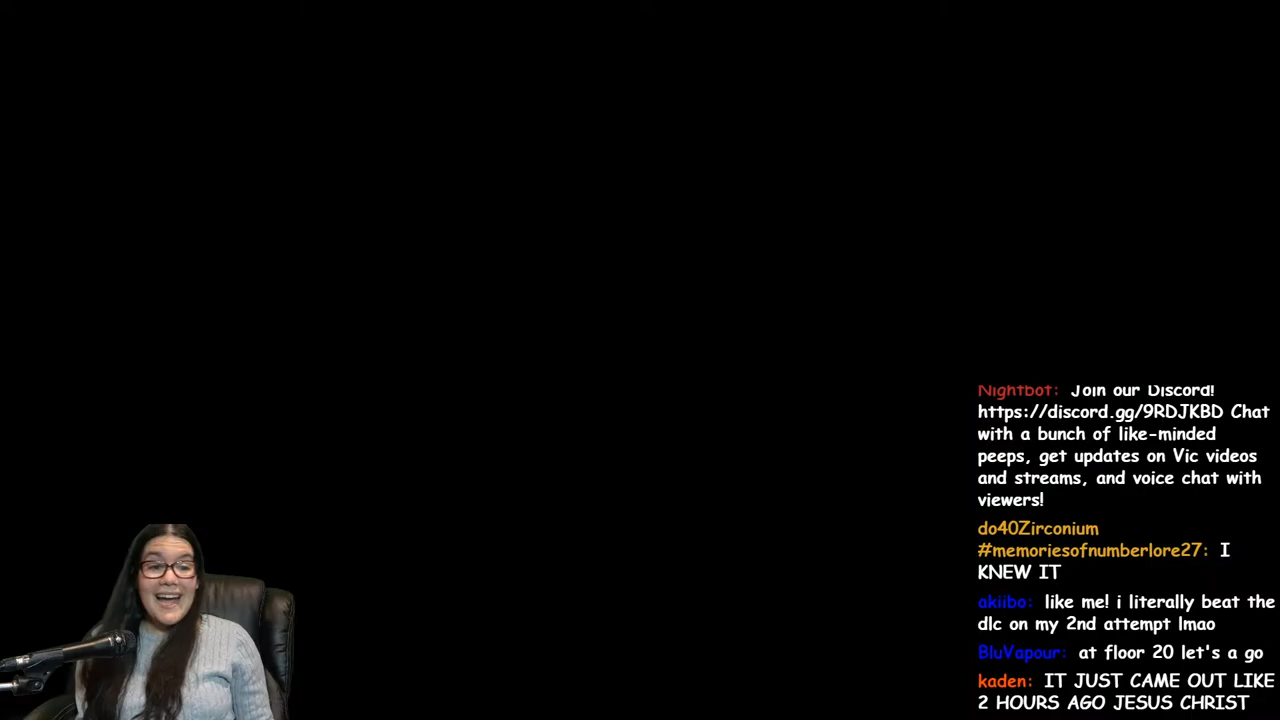 Nightbot: Join our Discord!
https://discord.gg/9RDJKBD Chat
with a bunch of like-minded
peeps, get updates on Vic videos
and streams, and voice chat with
viewers!
do40Zirconium
#memoriesofnumberlore27: I
KNEW IT
akiibo: like me! i literally beat the
dlc on my 2nd attempt lmao
BluVapour: at floor 20 let's a go
kaden: IT JUST CAME OUT LIKE
2 HOURS AGO JESUS CHRIST